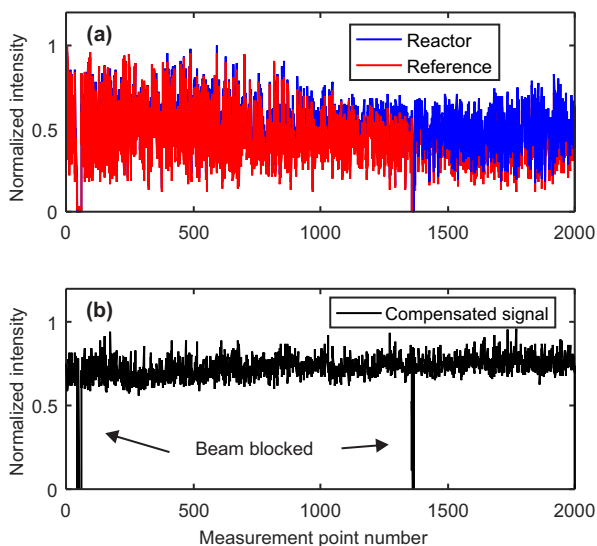 (a)
Reactor
Reference
Normalized intensity
1
0.5
0
0
500
1000
1500
2000
(b)
Compensated signal
Normalized intensity
1
0.5
0
Beam blocked
0
500
1000
1500
2000
Measurement point number